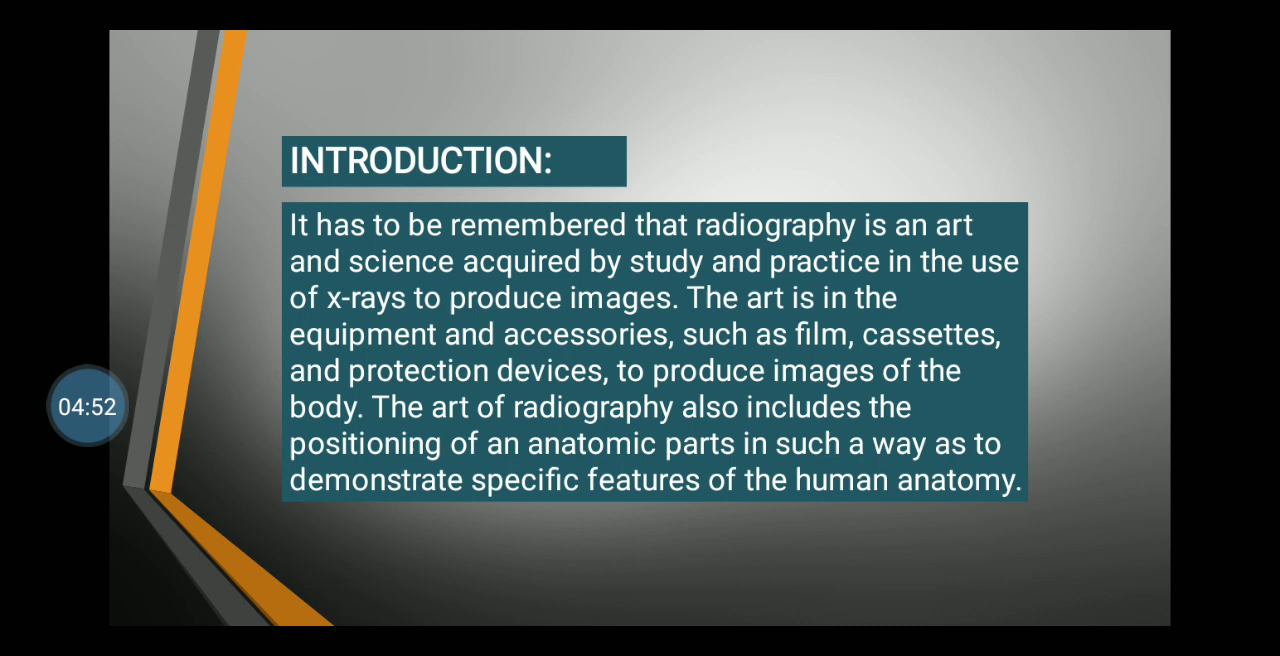 INTRODUCTION:
It has to be remembered that radiography is an art
and science acquired by study and practice in the use
of x-rays to produce images. The art is in the
equipment and accessories, such as film, cassettes,
and protection devices, to produce images of the
body. The art of radiography also includes the
positioning of an anatomic parts in such a way as to
demonstrate specific features of the human anatomy.
04:52